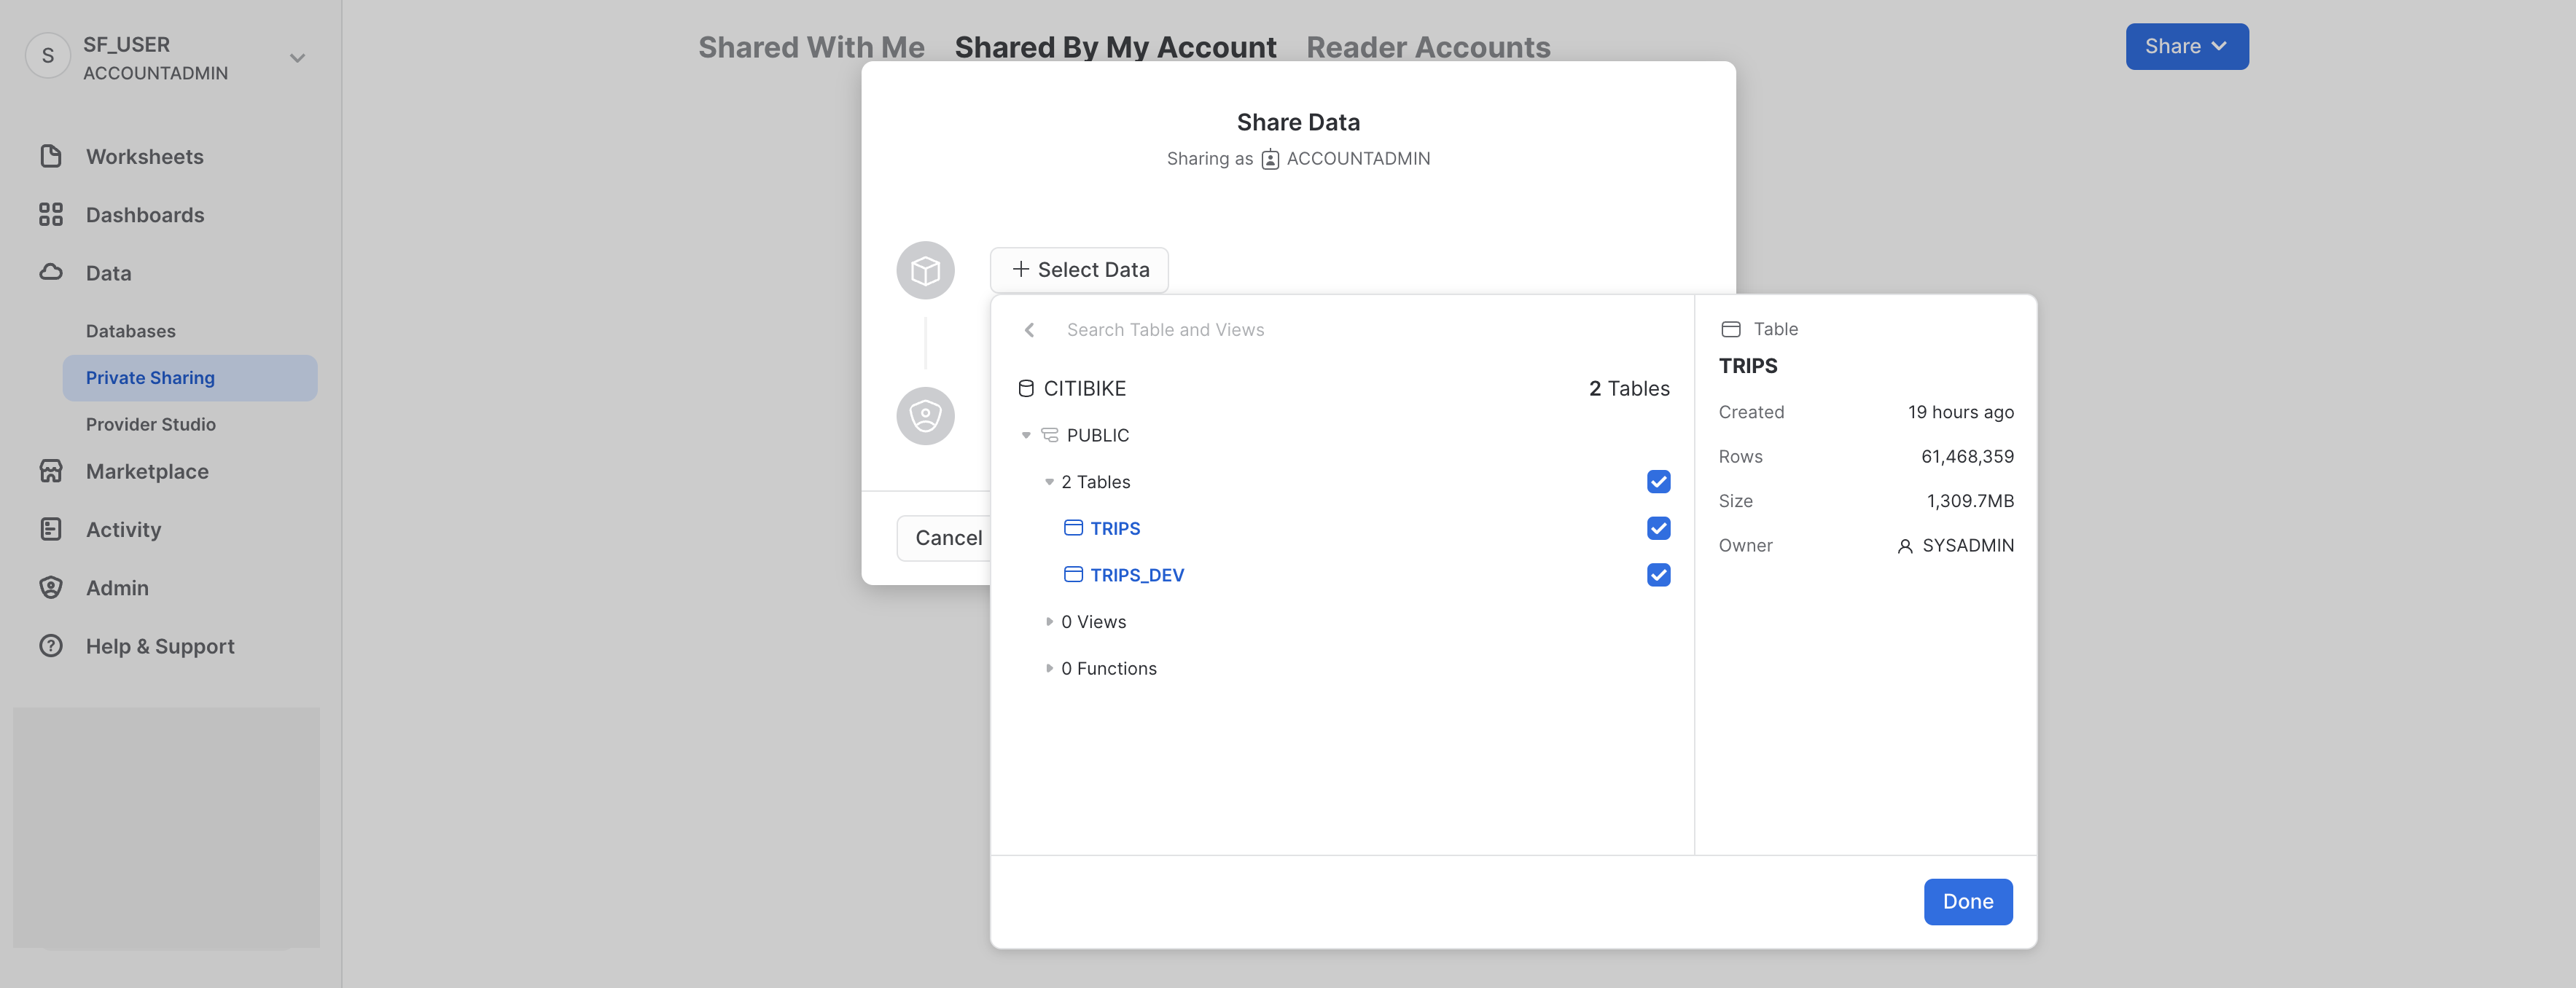 S
SF_USER
ACCOUNTADMIN
Worksheets
Dashboards
Data
Databases
Private Sharing
Provider Studio
Marketplace
Activity
Admin
Help & Support
Shared With Me
Shared By My Account
Reader Accounts
Share
Share Data
Sharing as ACCOUNTADMIN
+ Select Data
Cancel
Search Table and Views
CITIBIKE 2 Tables
PUBLIC
2 Tables
TRIPS
TRIPS_DEV
0 Views
0 Functions
Table
TRIPS
Created 19 hours ago
Rows 61,468,359
Size 1,309.7MB
Owner SYSADMIN
Done